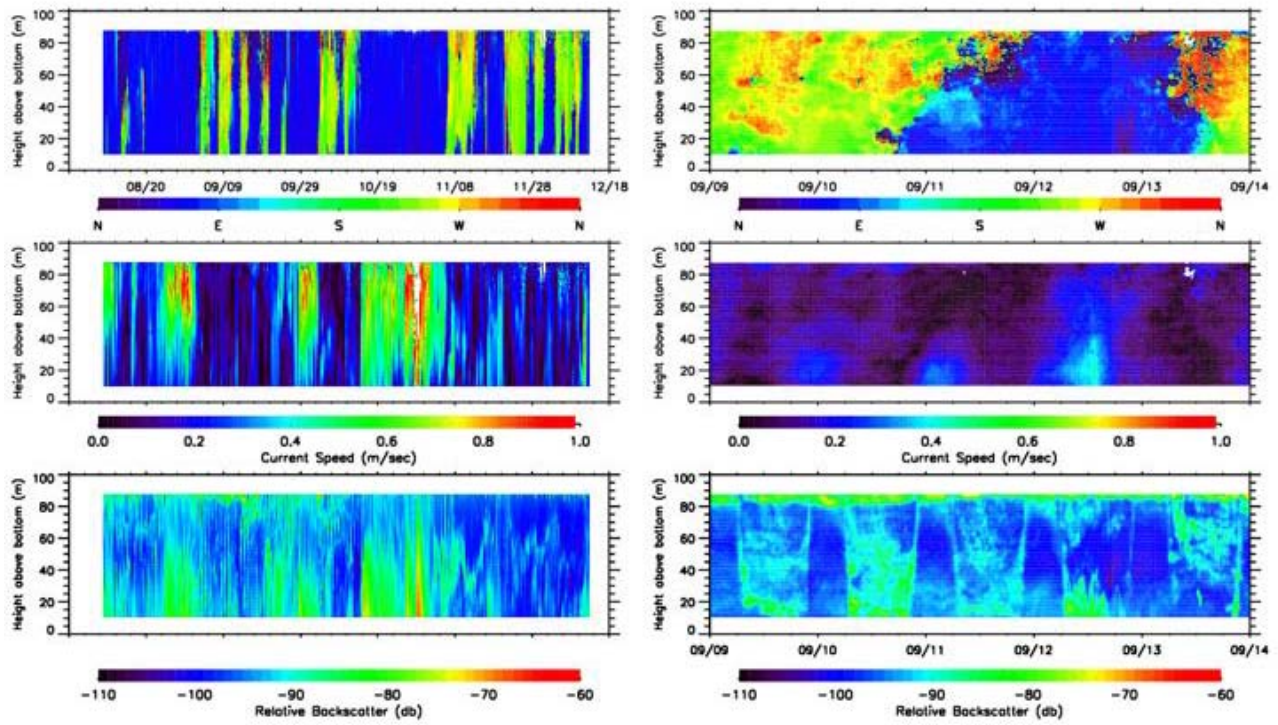 Height above bottom (m)
100
80
60
40
20
0
08/20 09/09 09/29 10/19 11/08 11/28 12/18
N E S W N
Height above bottom (m)
100
80
60
40
20
0
09/09 09/10 09/11 09/12 09/13 09/14
N E S W N
Height above bottom (m)
100
80
60
40
20
0
0.0 0.2 0.4 0.6 0.8 1.0
Current Speed (m/sec)
Height above bottom (m)
100
80
60
40
20
0
0.0 0.2 0.4 0.6 0.8 1.0
Current Speed (m/sec)
Height above bottom (m)
100
80
60
40
20
0
-110 -100 -90 -80 -70 -60
Relative Backscatter (db)
Height above bottom (m)
100
80
60
40
20
0
09/09 09/10 09/11 09/12 09/13 09/14
-110 -100 -90 -80 -70 -60
Relative Backscatter (db)